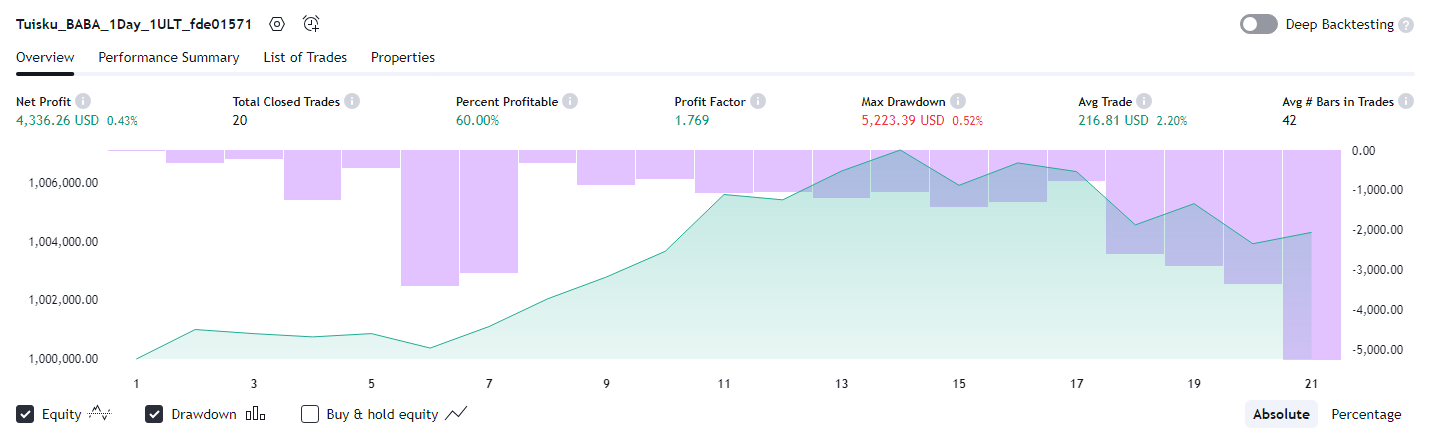 Tuisku_BABA_1Day_1ULT_fde01571
Deep Backtesting ?
Overview Performance Summary List of Trades Properties
Net Profit i Total Closed Trades i Percent Profitable i Profit Factor i Max Drawdown i Avg Trade i Avg # Bars in Trades i
4,336.26 USD 0.43% 20 60.00% 1.769 5,223.39 USD 0.52% 216.81 USD 2.20% 42
0.00
1,006,000.00
-1,000.00
-2,000.00
1,004,000.00
-3,000.00
1,002,000.00
-4,000.00
-5,000.00
1,000,000.00
1 3 5 7 9 11 13 15 17 19 21
Equity Drawdown Buy & hold equity Absolute Percentage